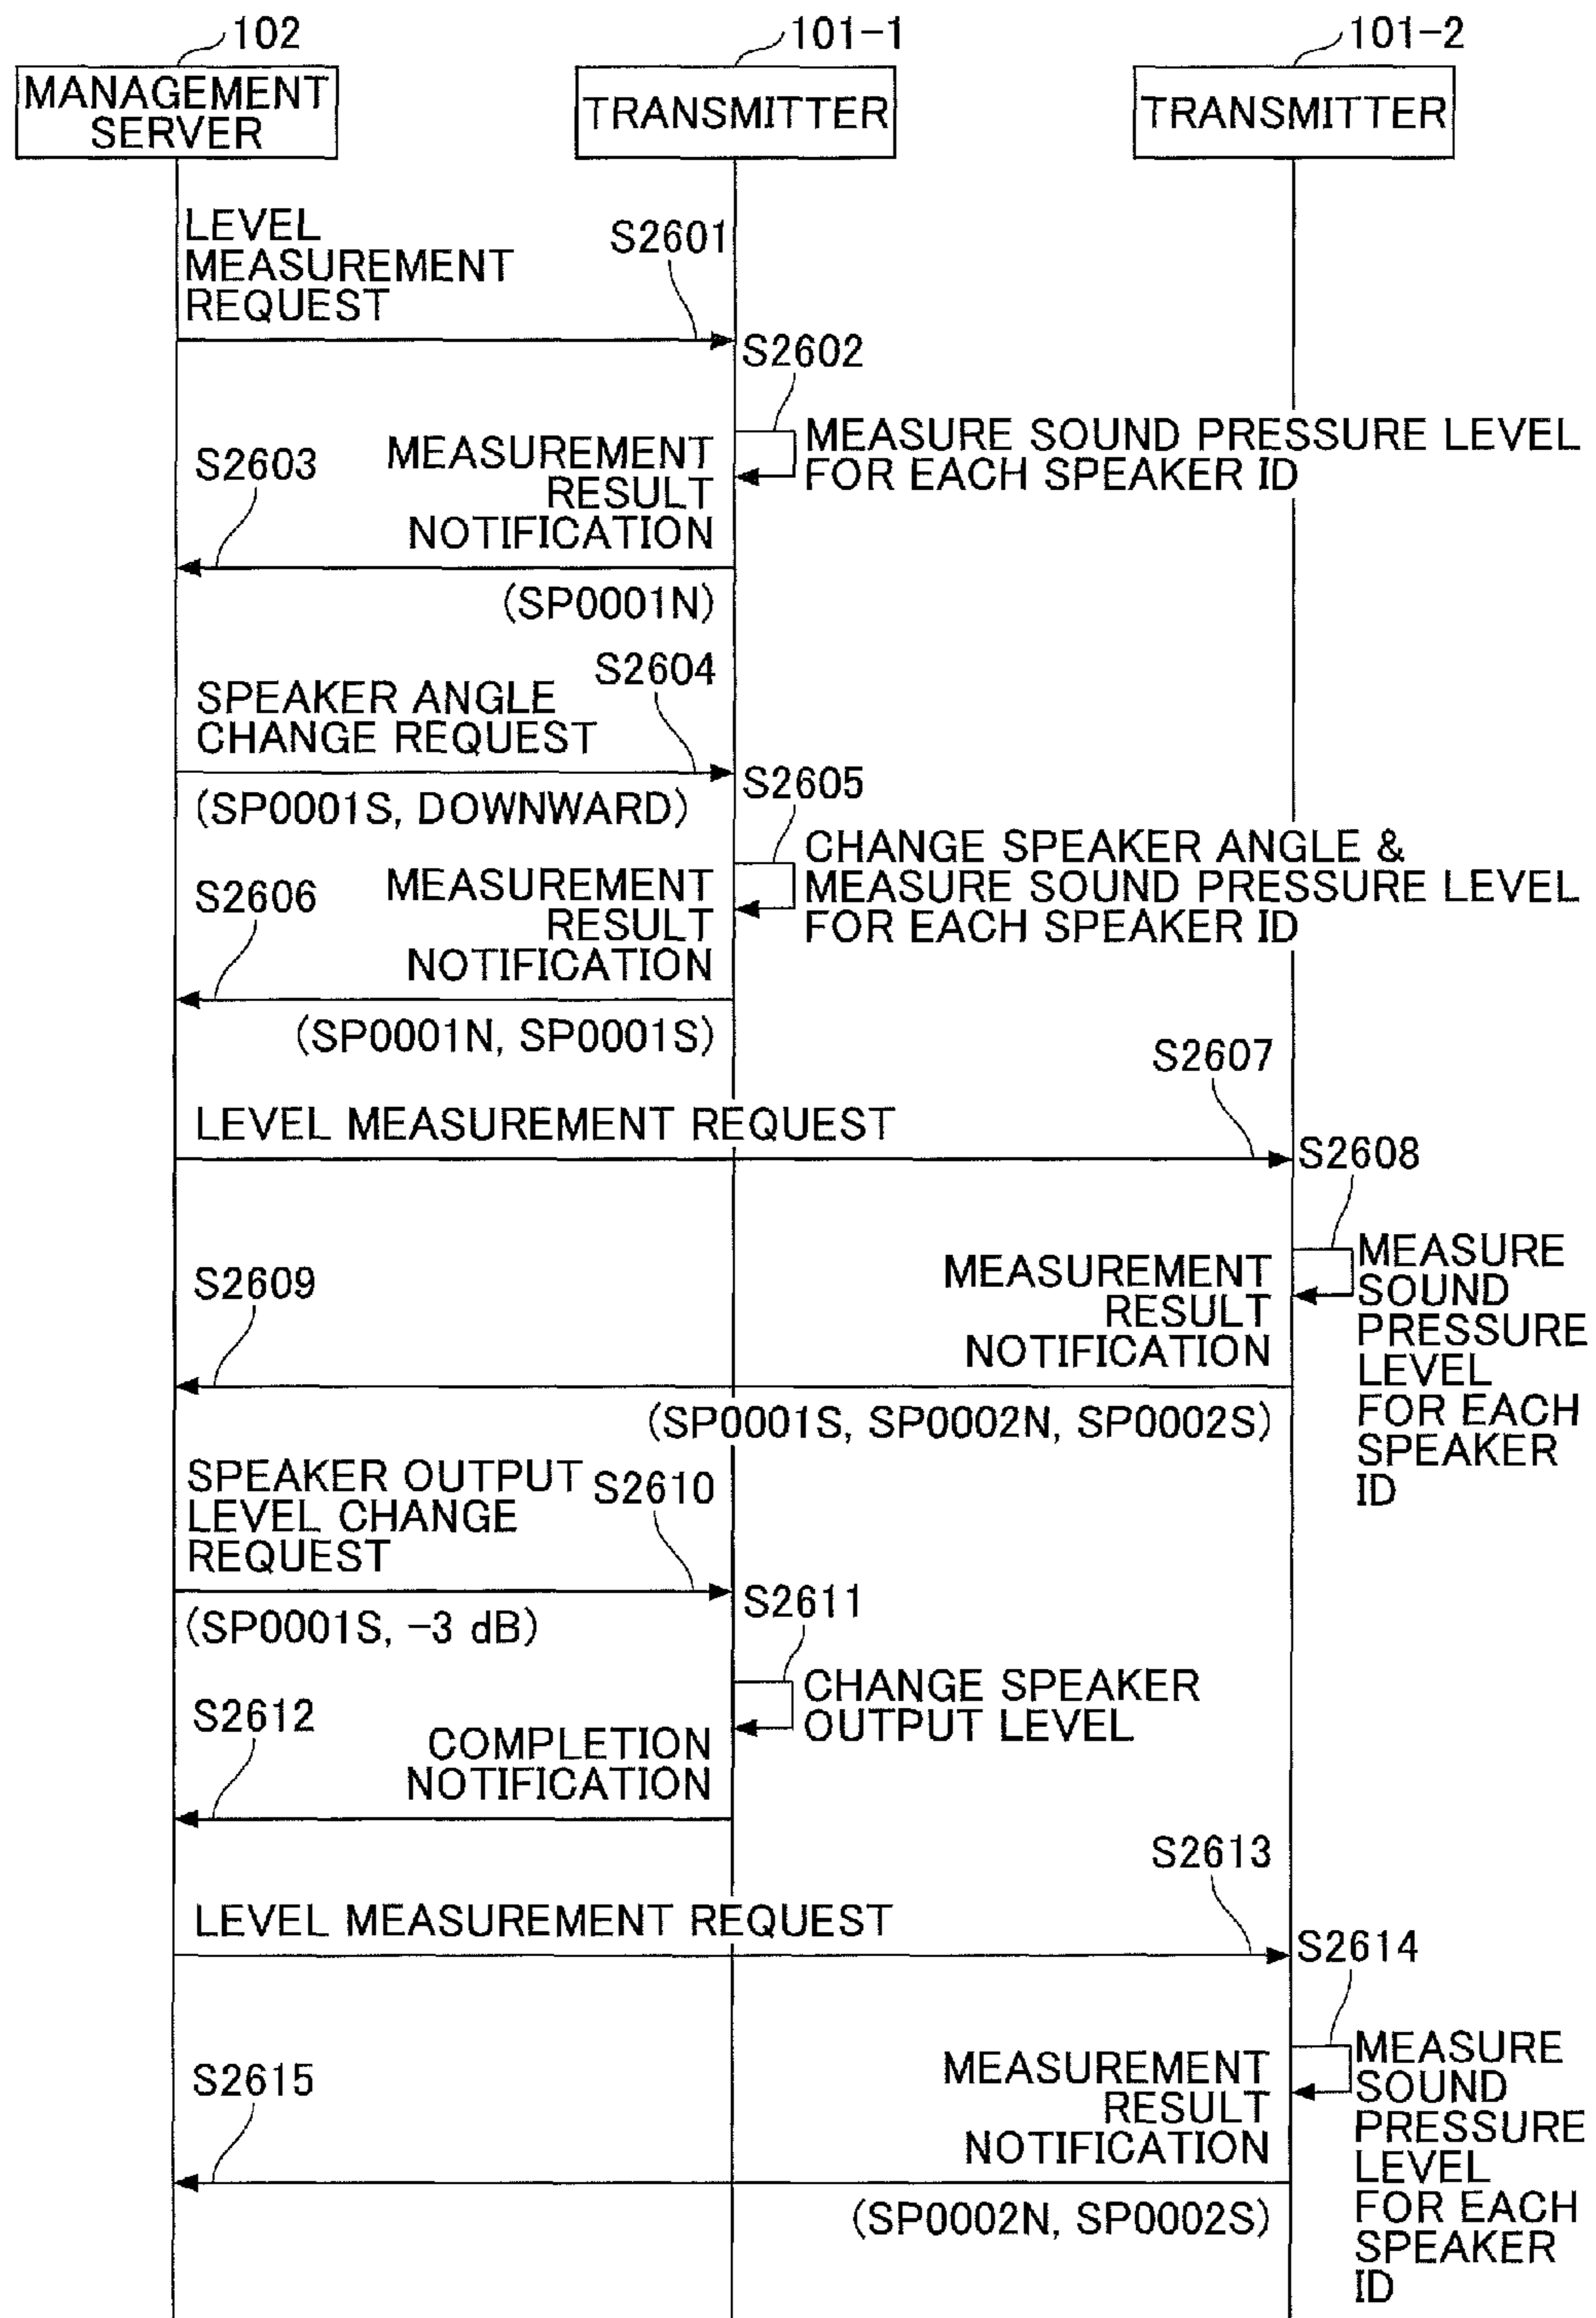 102
101-1
101-2
MANAGEMENT
SERVER
TRANSMITTER
TRANSMITTER
LEVEL
MEASUREMENT
REQUEST
S2601
S2602
MEASURE SOUND PRESSURE LEVEL
FOR EACH SPEAKER ID
S2603
MEASUREMENT
RESULT
NOTIFICATION
(SP0001N)
S2604
SPEAKER ANGLE
CHANGE REQUEST
(SP0001S, DOWNWARD)
S2605
CHANGE SPEAKER ANGLE &
MEASURE SOUND PRESSURE LEVEL
FOR EACH SPEAKER ID
S2606
MEASUREMENT
RESULT
NOTIFICATION
(SP0001N, SP0001S)
S2607
LEVEL MEASUREMENT REQUEST
S2608
MEASURE
SOUND
PRESSURE
LEVEL
FOR EACH
SPEAKER
ID
S2609
MEASUREMENT
RESULT
NOTIFICATION
(SP0001S, SP0002N, SP0002S)
SPEAKER OUTPUT
LEVEL CHANGE
REQUEST
S2610
(SP0001S, -3 dB)
S2611
CHANGE SPEAKER
OUTPUT LEVEL
S2612
COMPLETION
NOTIFICATION
S2613
LEVEL MEASUREMENT REQUEST
S2614
MEASURE
SOUND
PRESSURE
LEVEL
FOR EACH
SPEAKER
ID
S2615
MEASUREMENT
RESULT
NOTIFICATION
(SP0002N, SP0002S)